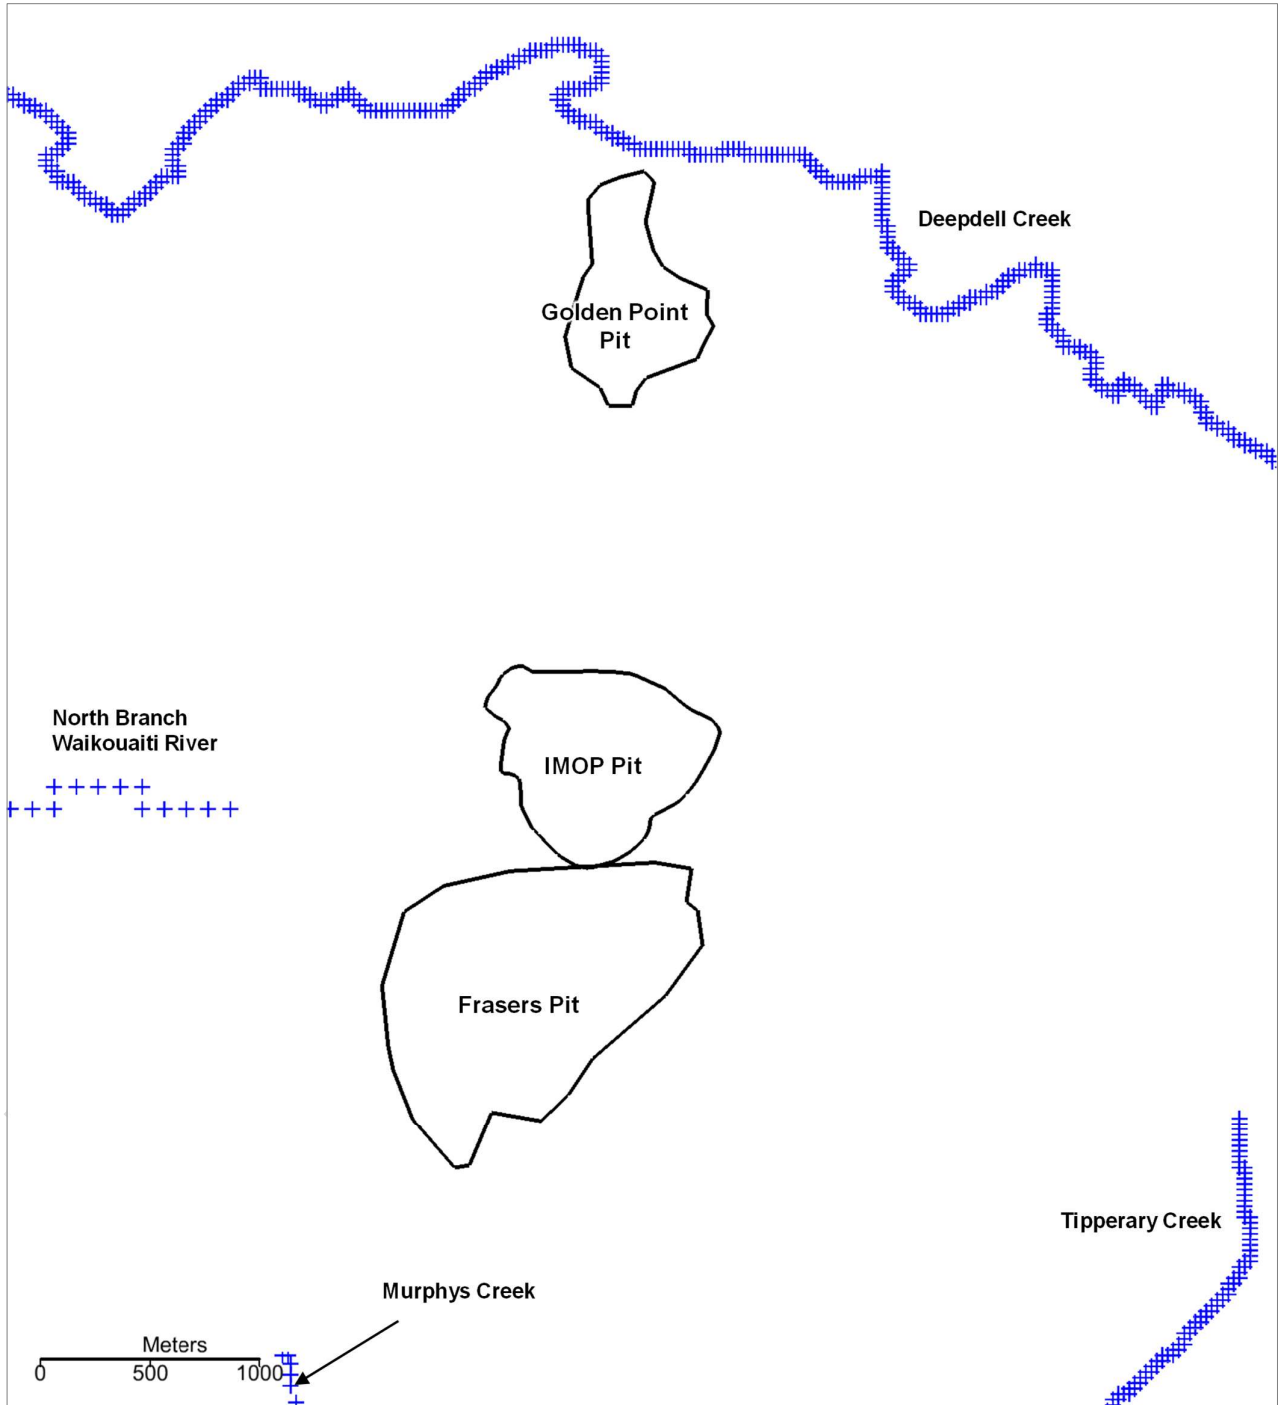 Deepdell Creek
Golden Point
Pit
North Branch
Waikouaiti River
IMOP Pit
Frasers Pit
Tipperary Creek
Murphys Creek
Meters
0 500 1000